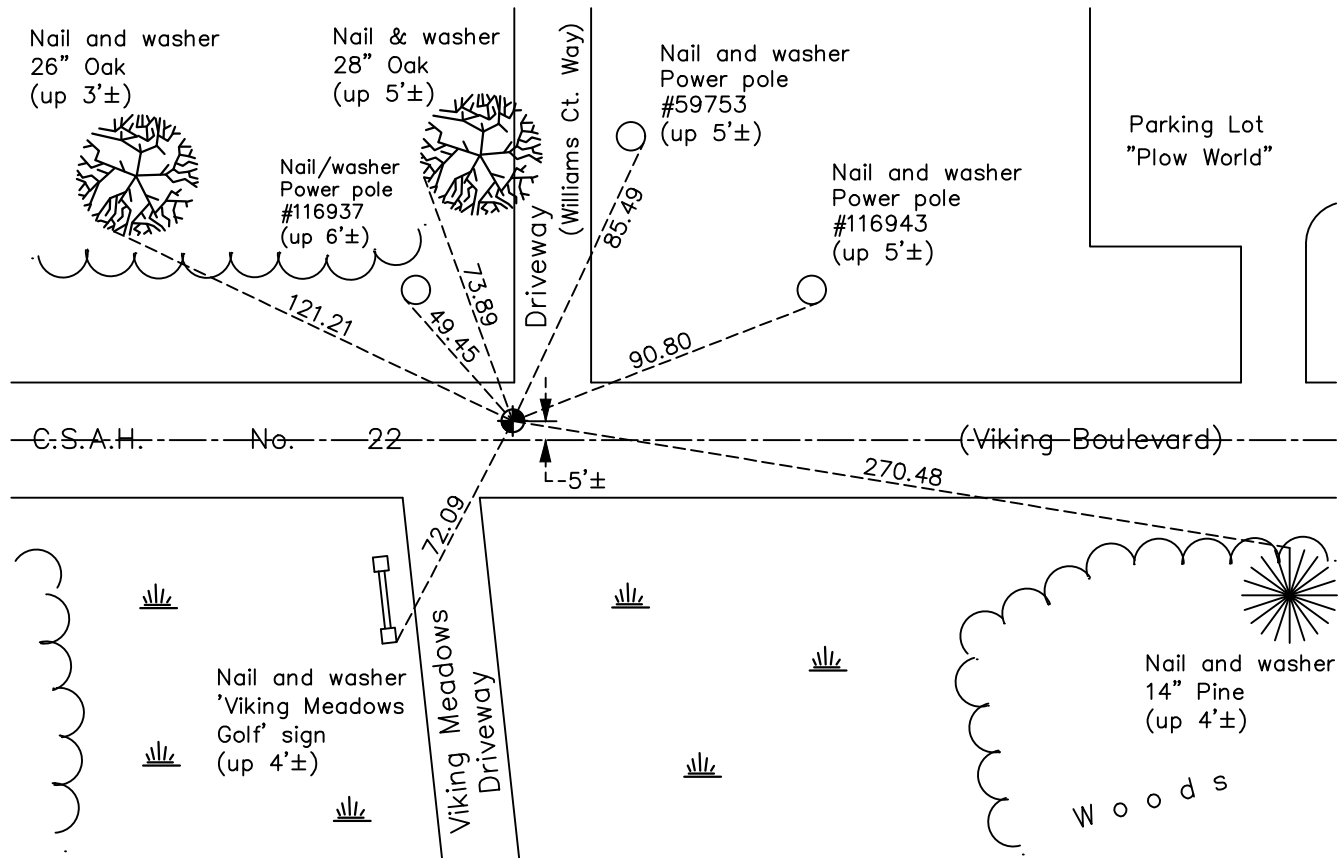 Nail and washer
26” Oak
(up 3’±)
Nail & washer
28” Oak
(up 5’±)
Nail/washer
Power pole
#116937
(up 6’±)
Driveway
(Williams Ct. Way)
Nail and washer
Power pole
#59753
(up 5’±)
Nail and washer
Power pole
#116943
(up 5’±)
Parking Lot
"Plow World"
121.21
49.45
73.89
85.49
90.80
C.S.A.H. No. 22 (Viking Boulevard)
-5’±
270.48
72.09
Nail and washer
’Viking Meadows
Golf’ sign
(up 4’±)
Viking Meadows
Driveway
Nail and washer
14” Pine
(up 4’±)
Woods